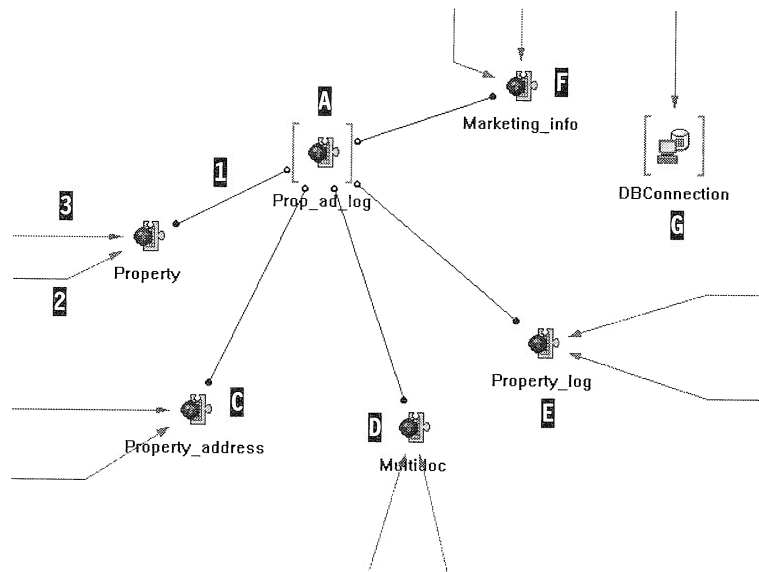 F
A
Marketing_info
1
DBConnection
Prop_ad_log
3
G
Property
2
Property_log
C
E
D
Property_address
Multidoc